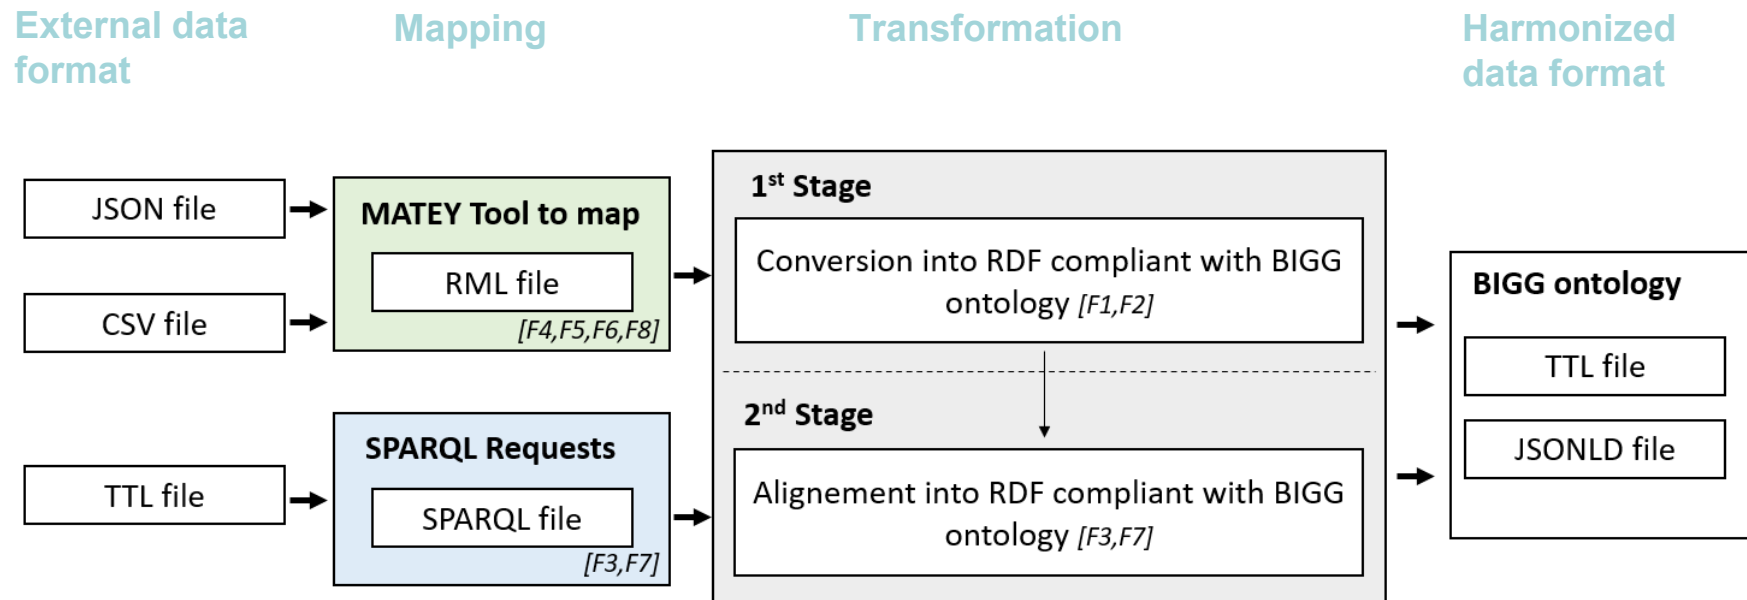 External data
format
Mapping
Transformation
Harmonized
data format
JSON file
CSV file
TTL file
MATEY Tool to map
RML file
[F4,F5,F6,F8]
SPARQL Requests
SPARQL file
[F3,F7]
1st Stage
Conversion into RDF compliant with BIGG
ontology [F1,F2]
2nd Stage
Alignement into RDF compliant with BIGG
ontology [F3,F7]
BIGG ontology
TTL file
JSONLD file